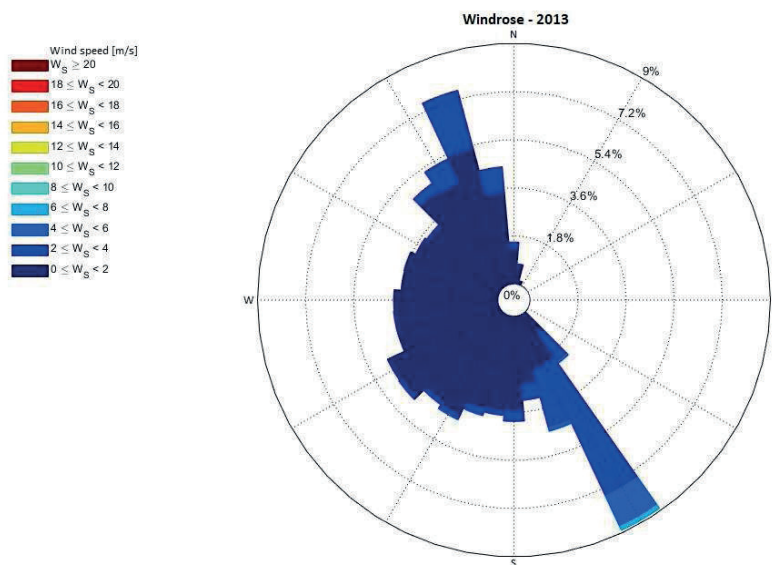 Windrose - 2013
N
Wind speed [m/s]
W_S ≥ 20
18 ≤ W_S < 20
16 ≤ W_S < 18
14 ≤ W_S < 16
12 ≤ W_S < 14
10 ≤ W_S < 12
8 ≤ W_S < 10
6 ≤ W_S < 8
4 ≤ W_S < 6
2 ≤ W_S < 4
0 ≤ W_S < 2
9%
7.2%
5.4%
3.6%
1.8%
0%
W
S